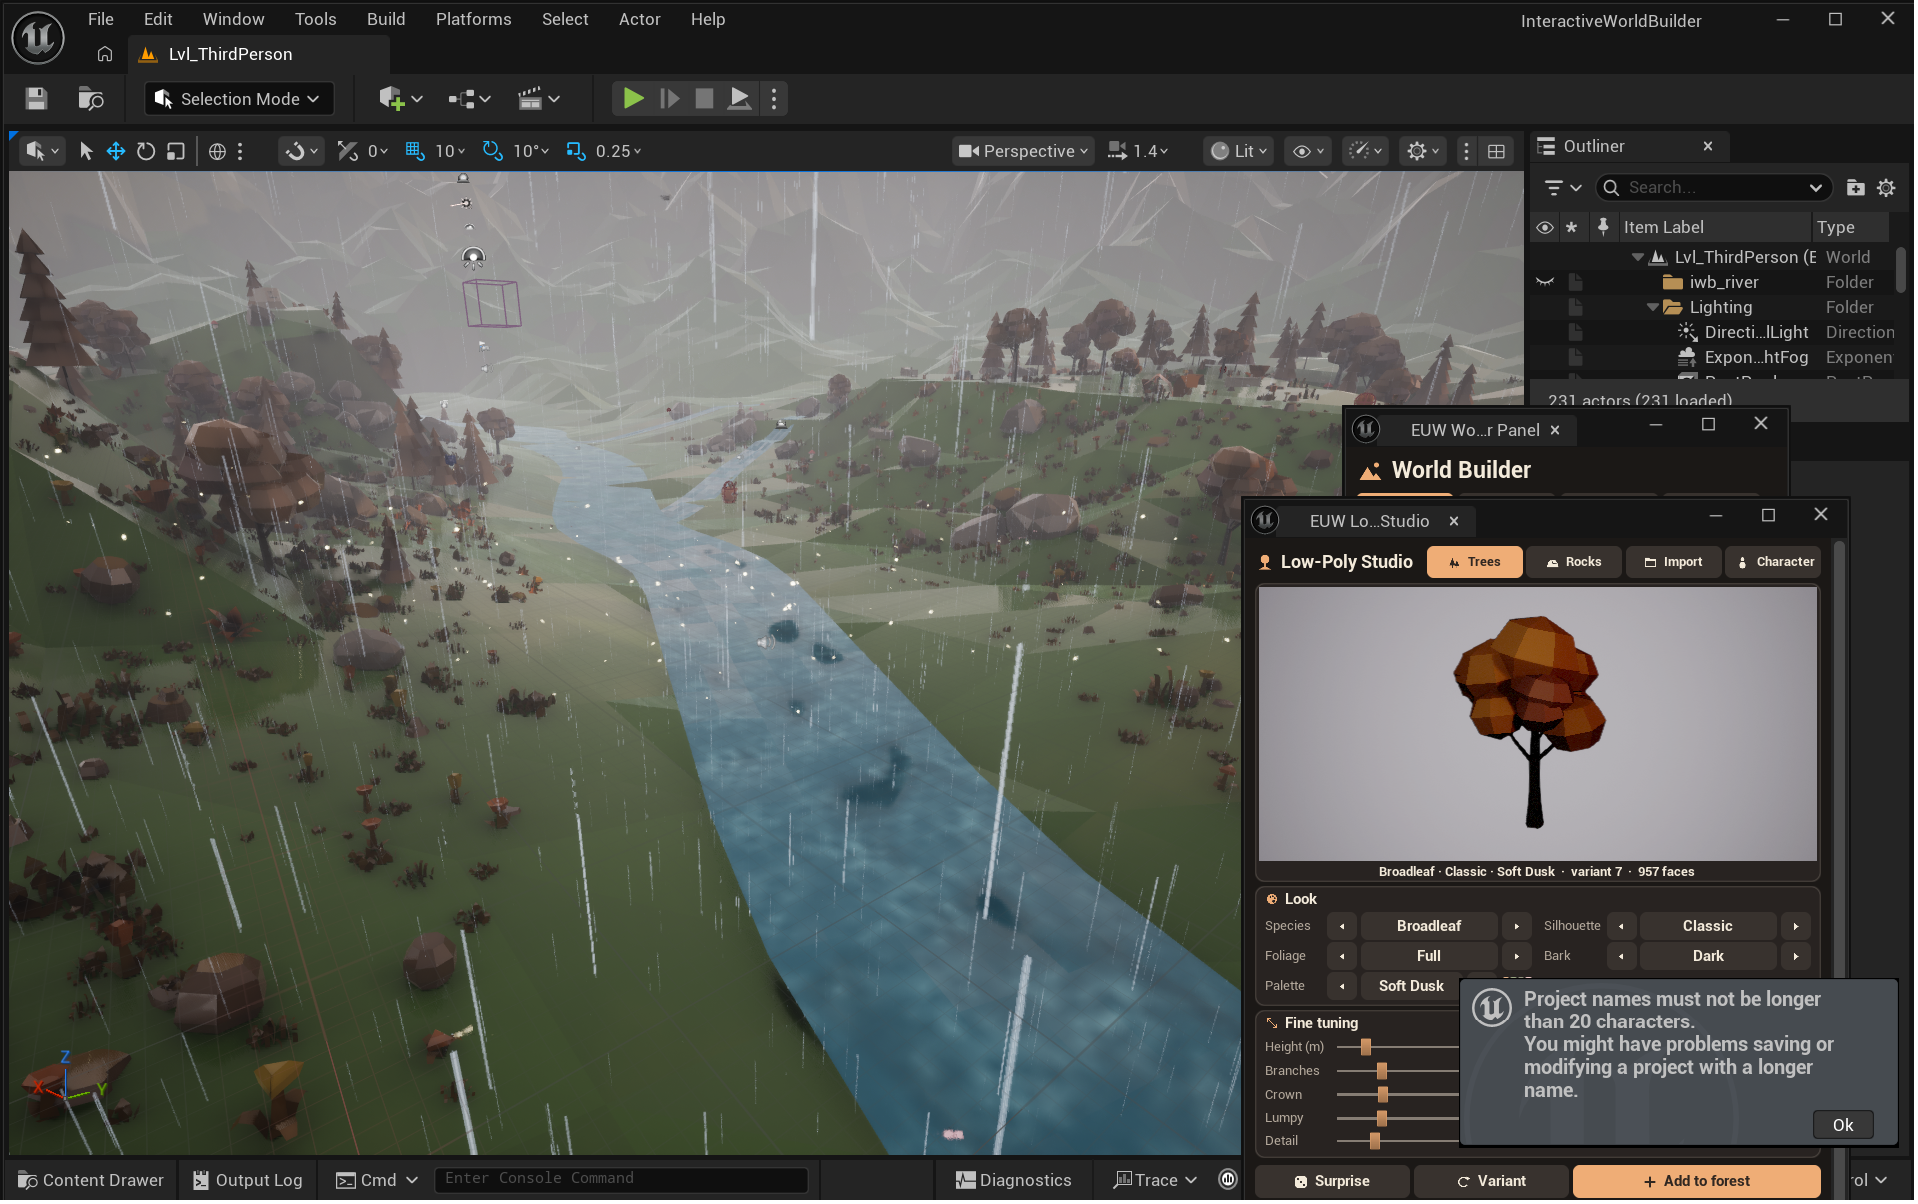 File Edit Window Tools Build Platforms Select Actor Help
InteractiveWorldBuilder
Lvl_ThirdPerson
Selection Mode
0 10 10° 0.25
Perspective 1.4 Lit
Outliner
Search...
Item Label Type
Lvl_ThirdPerson (E World
iwb_river Folder
Lighting Folder
Directi...lLight Direction
Expon...htFog Exponen
231 actors (231 loaded)
EUW Wo...r Panel
World Builder
EUW Lo...Studio
Low-Poly Studio Trees Rocks Import Character
Broadleaf · Classic · Soft Dusk · variant 7 · 957 faces
Look
Species Broadleaf Silhouette Classic
Foliage Full Bark Dark
Palette Soft Dusk
Fine tuning
Height (m)
Branches
Crown
Lumpy
Detail
Project names must not be longer
than 20 characters.
You might have problems saving or
modifying a project with a longer
name.
Ok
Surprise Variant + Add to forest
Content Drawer Output Log Cmd Enter Console Command Diagnostics Trace rol
X Y Z